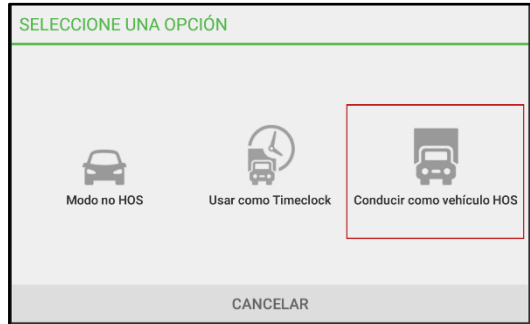 SELECCIONE UNA OPCIÓN
Modo no HOS
Usar como Timeclock
Conducir como vehículo HOS
CANCELAR